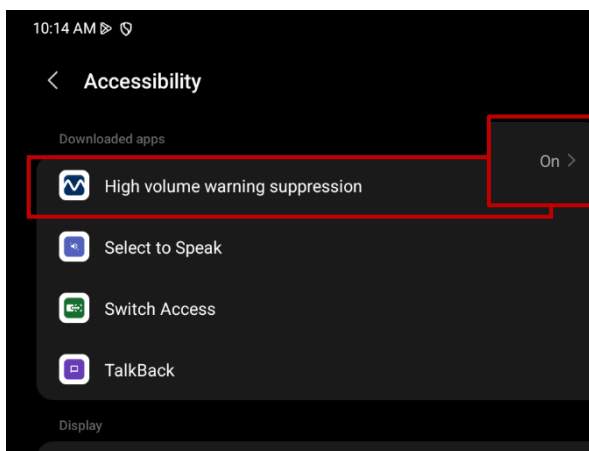 10:14 AM
Accessibility
Downloaded apps
High volume warning suppression
On
Select to Speak
Switch Access
TalkBack
Display